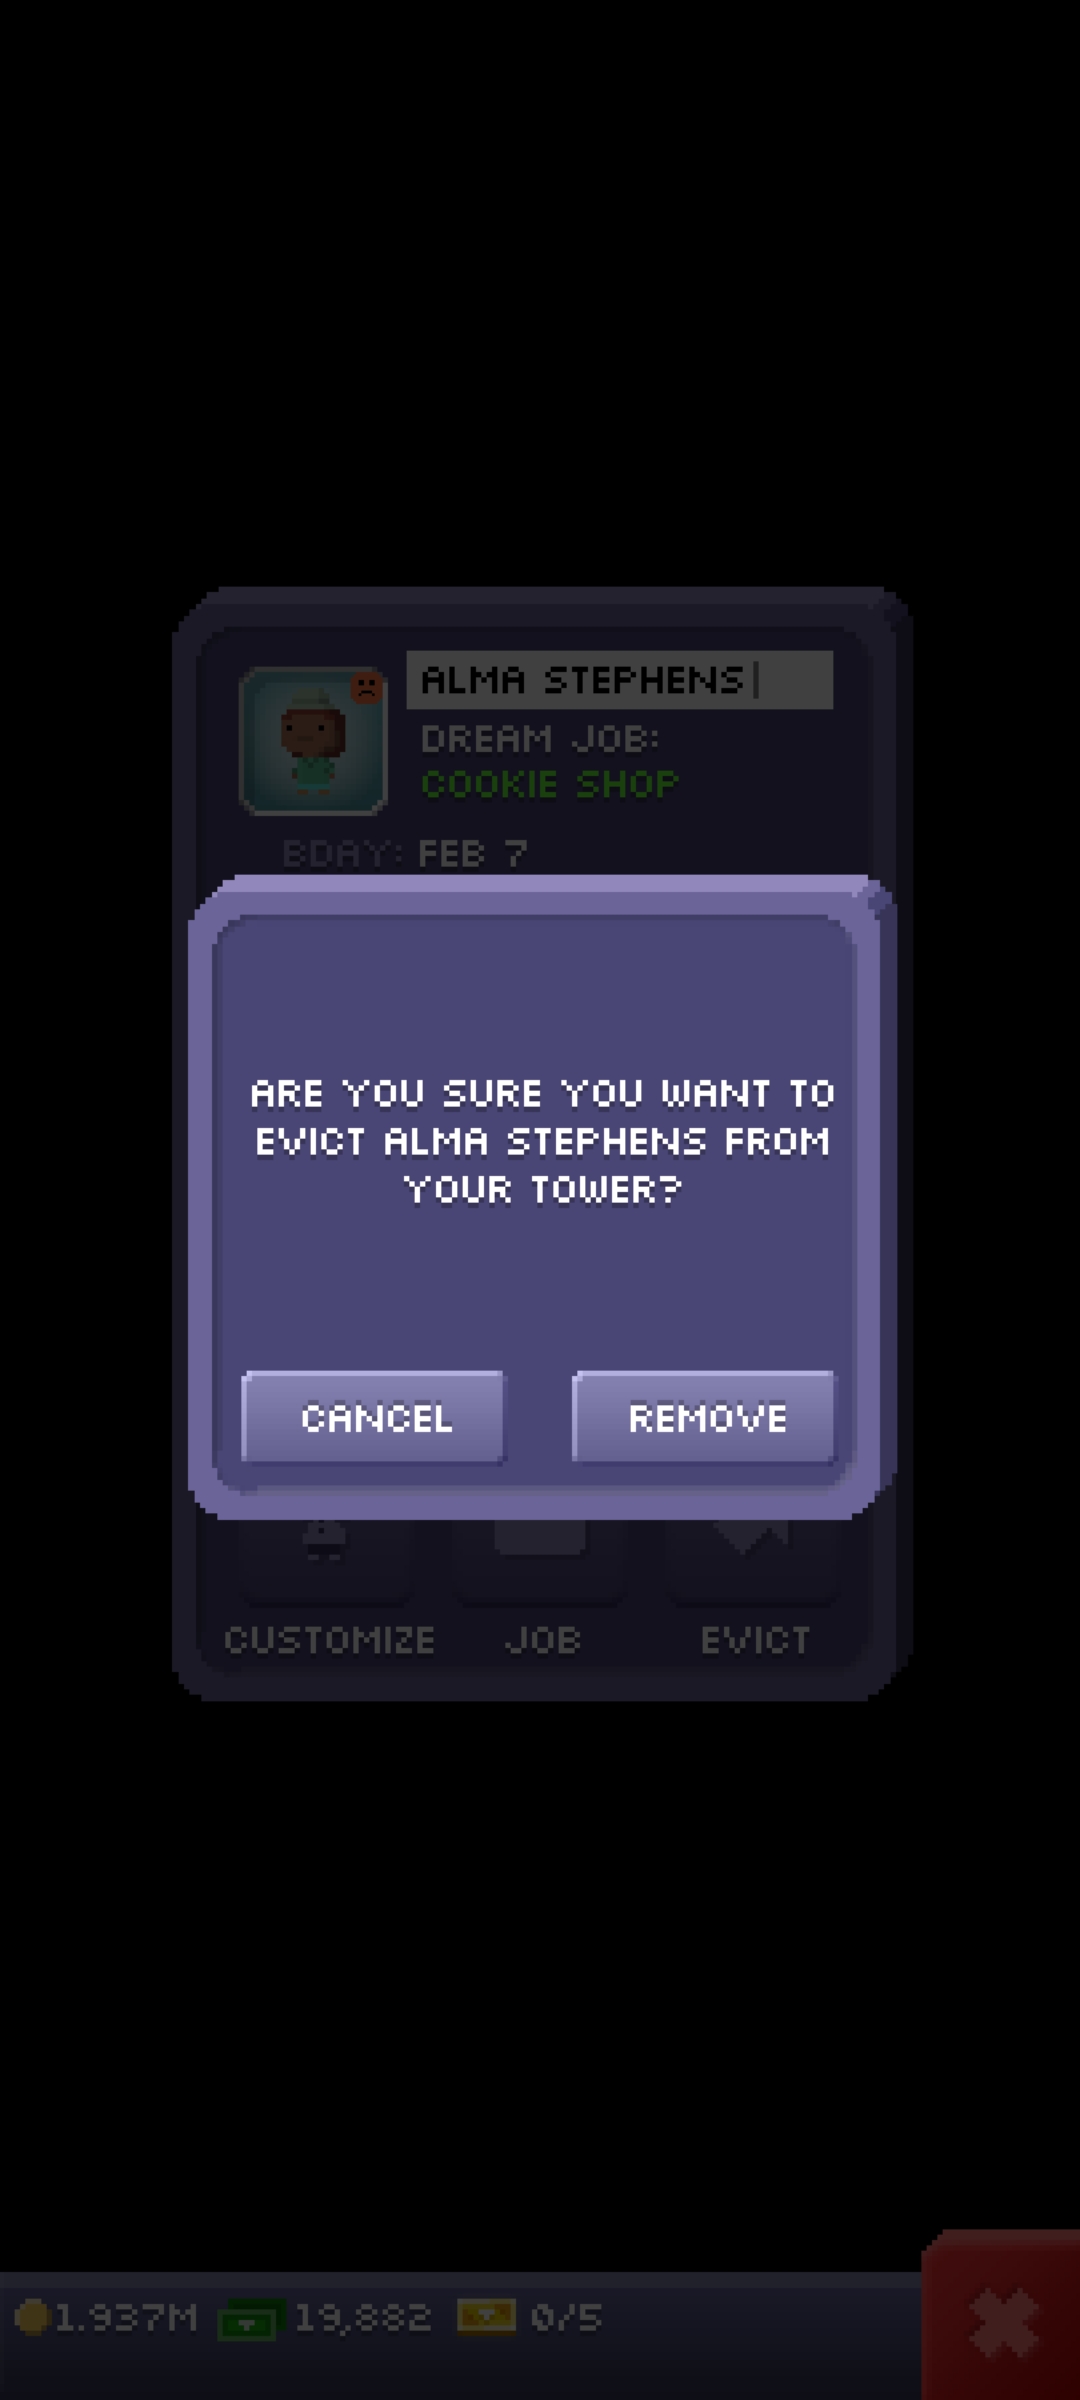 ALMA STEPHENS
DREAM JOB:
COOKIE SHOP
BDAY: FEB 7
ARE YOU SURE YOU WANT TO
EVICT ALMA STEPHENS FROM
YOUR TOWER?
CANCEL REMOVE
CUSTOMIZE JOB EVICT
1.937M 19,882 0/5